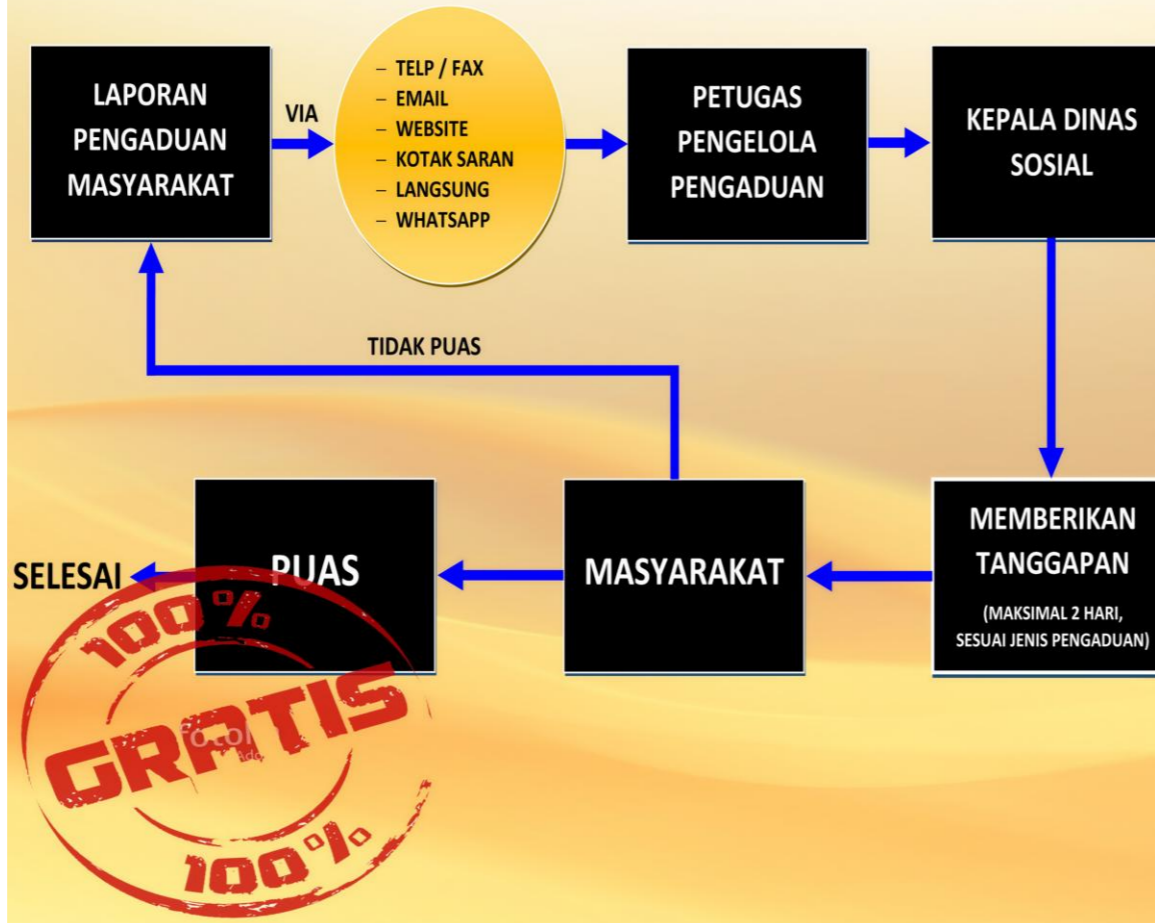 LAPORAN
PENGADUAN
MASYARAKAT
VIA
– TELP / FAX
– EMAIL
– WEBSITE
– KOTAK SARAN
– LANGSUNG
– WHATSAPP
PETUGAS
PENGELOLA
PENGADUAN
KEPALA DINAS
SOSIAL
TIDAK PUAS
MEMBERIKAN
TANGGAPAN
(MAKSIMAL 2 HARI,
SESUAI JENIS PENGADUAN)
MASYARAKAT
PUAS
SELESAI
100%
GRATIS
100%